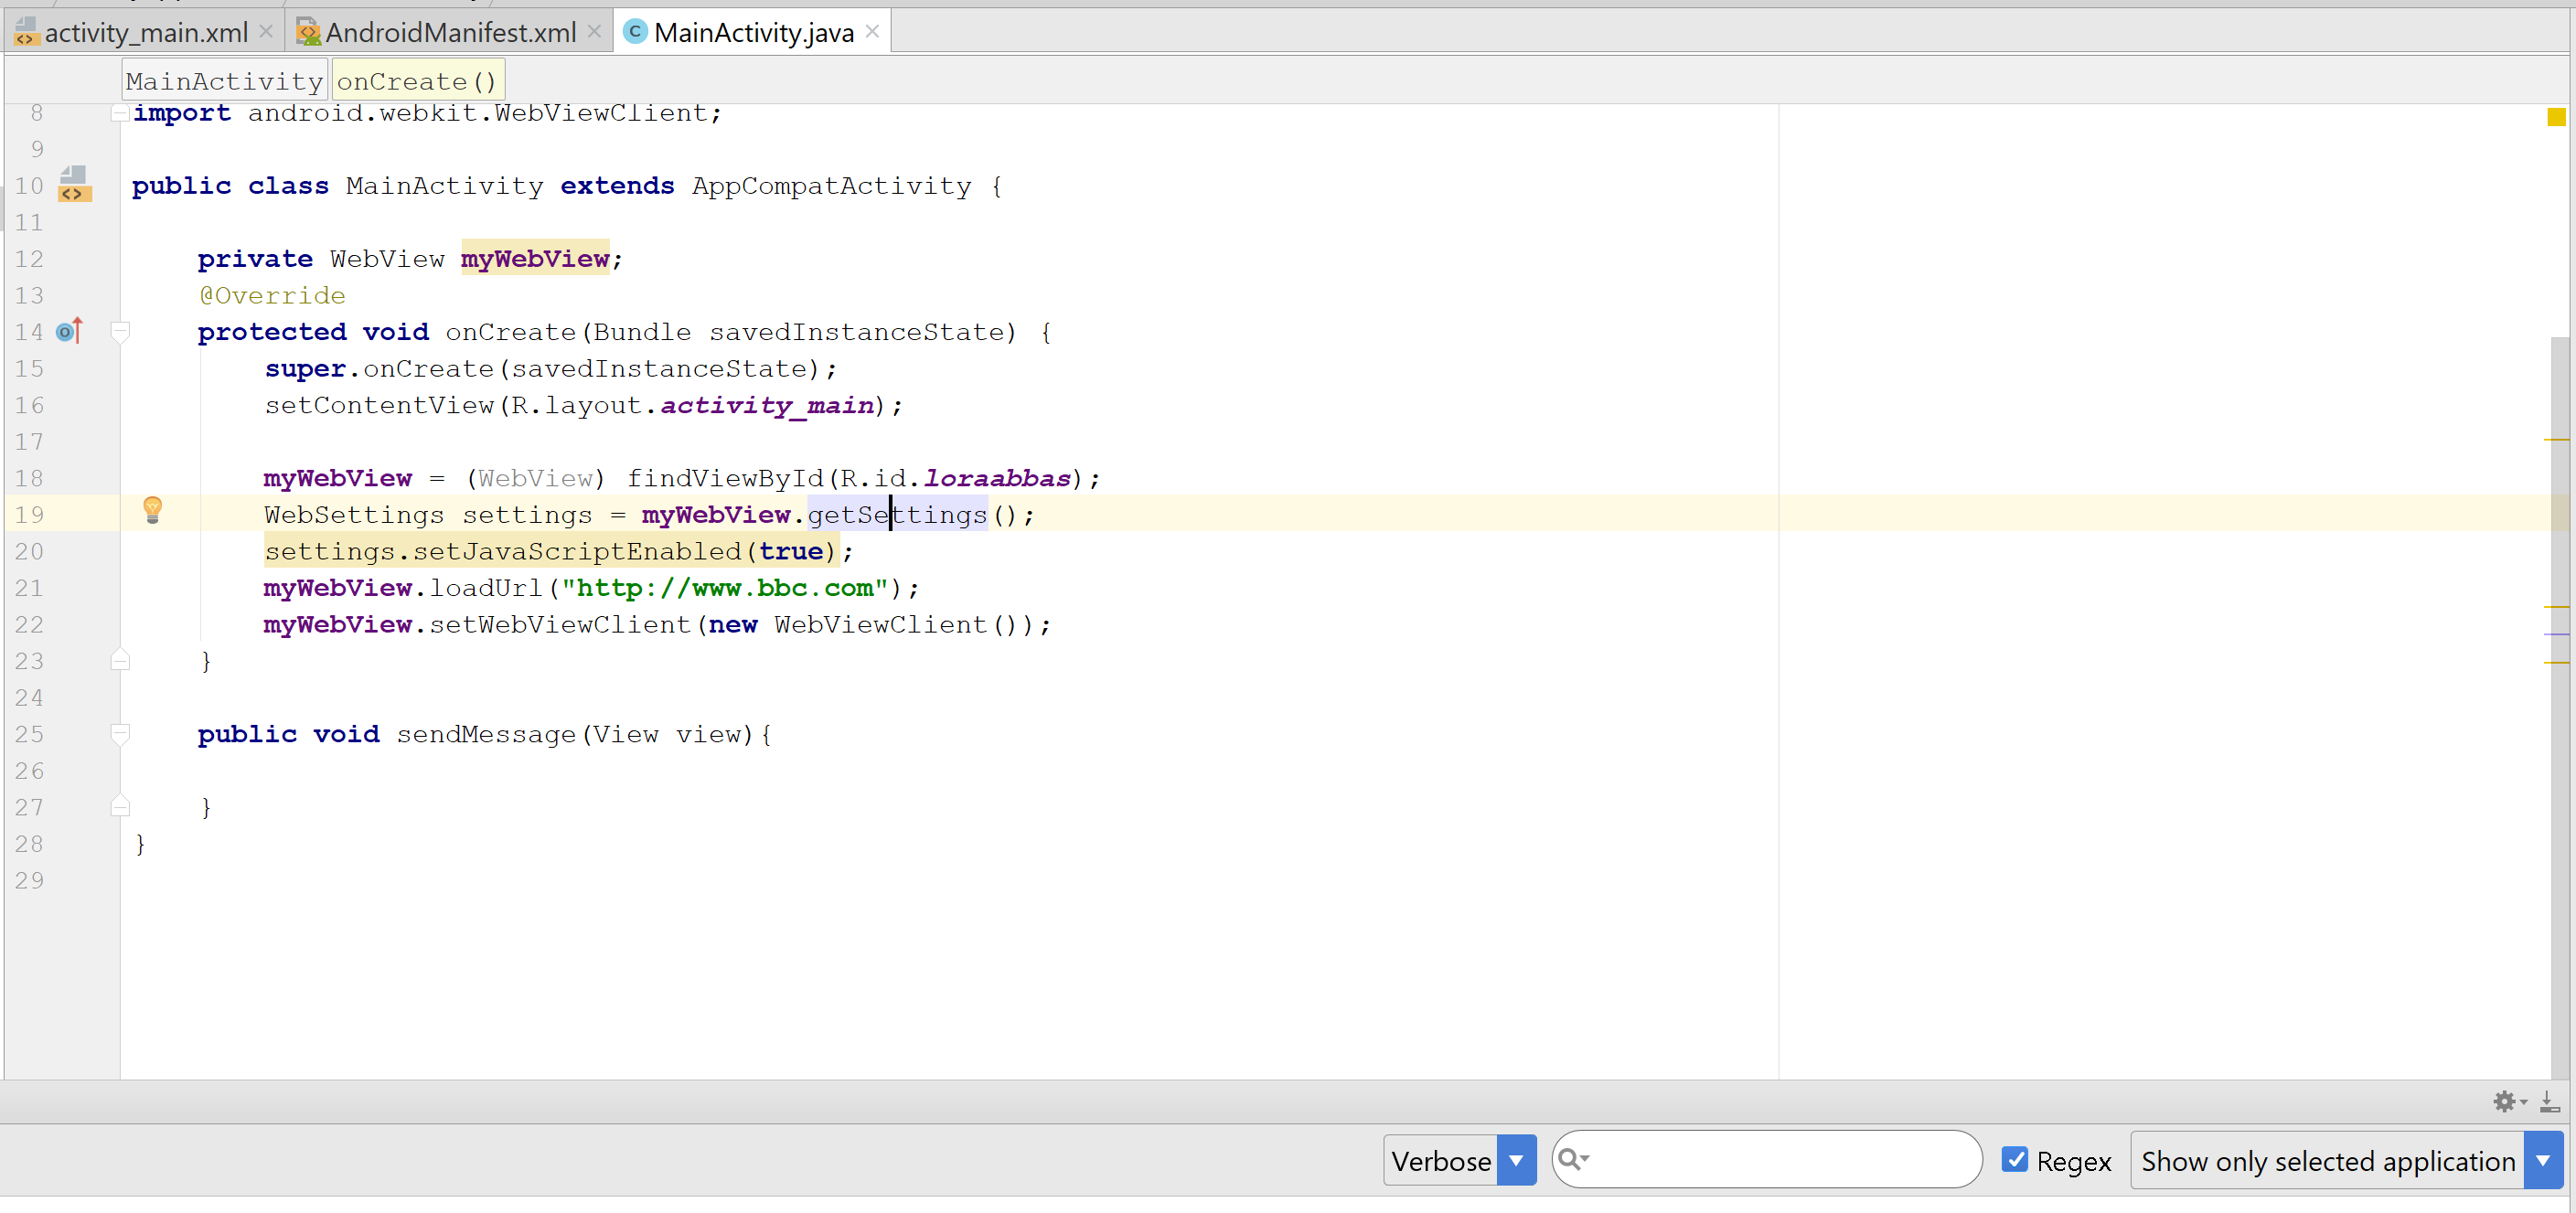 activity_main.xml AndroidManifest.xml MainActivity.java
MainActivity onCreate()
8 import android.webkit.WebViewClient;
9
10 public class MainActivity extends AppCompatActivity {
11
12 private WebView myWebView;
13 @Override
14 protected void onCreate(Bundle savedInstanceState) {
15 super.onCreate(savedInstanceState);
16 setContentView(R.layout.activity_main);
17
18 myWebView = (WebView) findViewById(R.id.loraabbas);
19 WebSettings settings = myWebView.getSettings();
20 settings.setJavaScriptEnabled(true);
21 myWebView.loadUrl("http://www.bbc.com");
22 myWebView.setWebViewClient(new WebViewClient());
23 }
24
25 public void sendMessage(View view){
26
27 }
28 }
29
Verbose Regex Show only selected application